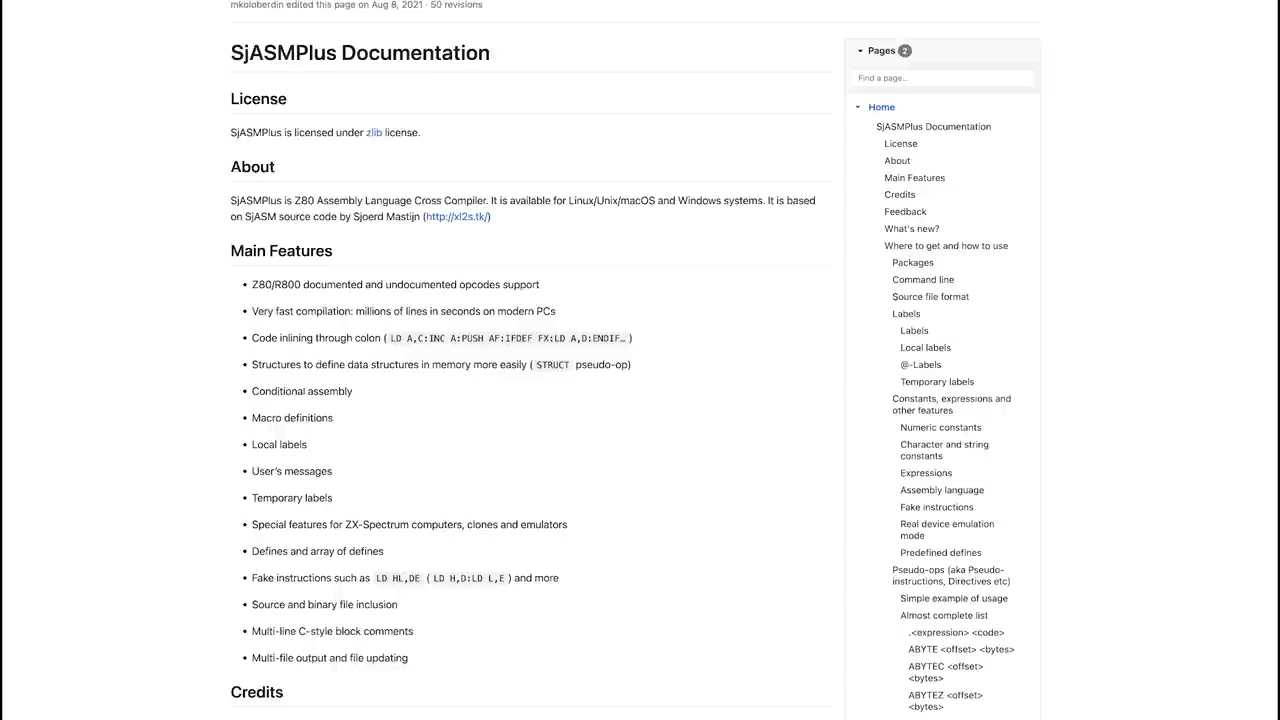 mkoloberdin edited this page on Aug 8, 2021 · 50 revisions
SjASMPlus Documentation
License
SjASMPlus is licensed under zlib license.
About
SjASMPlus is Z80 Assembly Language Cross Compiler. It is available for Linux/Unix/macOS and Windows systems. It is based
on SjASM source code by Sjoerd Mastijn (http://xl2s.tk/)
Main Features
• Z80/R800 documented and undocumented opcodes support
• Very fast compilation: millions of lines in seconds on modern PCs
• Code inlining through colon ( LD A,C:INC A:PUSH AF:IFDEF FX:LD A,D:ENDIF… )
• Structures to define data structures in memory more easily ( STRUCT pseudo-op)
• Conditional assembly
• Macro definitions
• Local labels
• User's messages
• Temporary labels
• Special features for ZX-Spectrum computers, clones and emulators
• Defines and array of defines
• Fake instructions such as LD HL,DE ( LD H,D:LD L,E ) and more
• Source and binary file inclusion
• Multi-line C-style block comments
• Multi-file output and file updating
Credits
Pages 2
Find a page...
Home
SjASMPlus Documentation
License
About
Main Features
Credits
Feedback
What's new?
Where to get and how to use
Packages
Command line
Source file format
Labels
Labels
Local labels
@-Labels
Temporary labels
Constants, expressions and
other features
Numeric constants
Character and string
constants
Expressions
Assembly language
Fake instructions
Real device emulation
mode
Predefined defines
Pseudo-ops (aka Pseudo-
instructions, Directives etc)
Simple example of usage
Almost complete list
.<expression> <code>
ABYTE <offset> <bytes>
ABYTEC <offset>
<bytes>
ABYTEZ <offset>
<bytes>